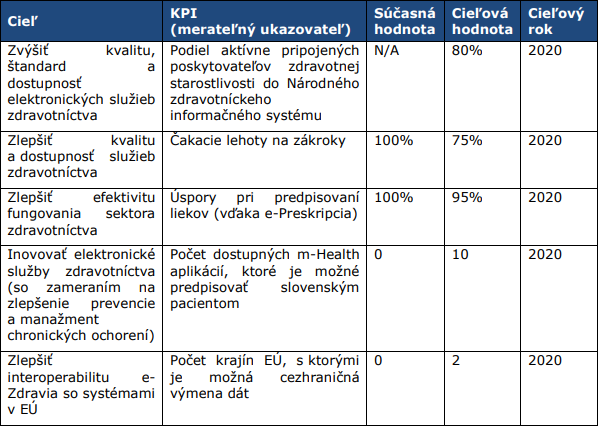 Cieľ
KPI
(merateľný ukazovateľ)
Súčasná
hodnota
Cieľová
hodnota
Cieľový
rok
Zvýšiť kvalitu,
štandard a
dostupnosť
elektronických služieb
zdravotníctva
Podiel aktívne pripojených
poskytovateľov zdravotnej
starostlivosti do Národného
zdravotníckeho
informačného systému
N/A
80%
2020
Zlepšiť kvalitu
a dostupnosť služieb
zdravotníctva
Čakacie lehoty na zákroky
100%
75%
2020
Zlepšiť efektivitu
fungovania sektora
zdravotníctva
Úspory pri predpisovaní
liekov (vďaka e-Preskripcia)
100%
95%
2020
Inovovať elektronické
služby zdravotníctva
(so zameraním na
zlepšenie prevencie
a manažment
chronických ochorení)
Počet dostupných m-Health
aplikácií, ktoré je možné
predpisovať slovenským
pacientom
0
10
2020
Zlepšiť
interoperabilitu e-
Zdravia so systémami
v EÚ
Počet krajín EÚ, s ktorými
je možná cezhraničná
výmena dát
0
2
2020